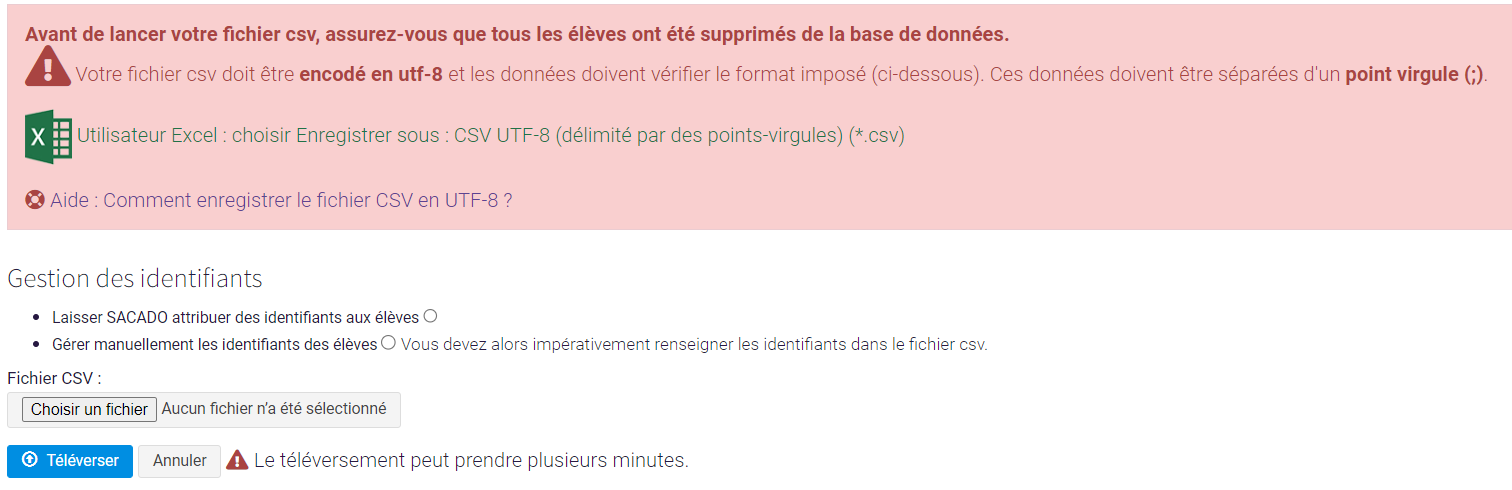 Avant de lancer votre fichier csv, assurez-vous que tous les élèves ont été supprimés de la base de données.
Votre fichier csv doit être encodé en utf-8 et les données doivent vérifier le format imposé (ci-dessous). Ces données doivent être séparées d'un point virgule (;).
X Utilisateur Excel : choisir Enregistrer sous : CSV UTF-8 (délimité par des points-virgules) (*.csv)
Aide : Comment enregistrer le fichier CSV en UTF-8 ?
Gestion des identifiants
• Laisser SACADO attribuer des identifiants aux élèves
• Gérer manuellement les identifiants des élèves Vous devez alors impérativement renseigner les identifiants dans le fichier csv.
Fichier CSV :
Choisir un fichier Aucun fichier n’a été sélectionné
Téléverser Annuler Le téléversement peut prendre plusieurs minutes.